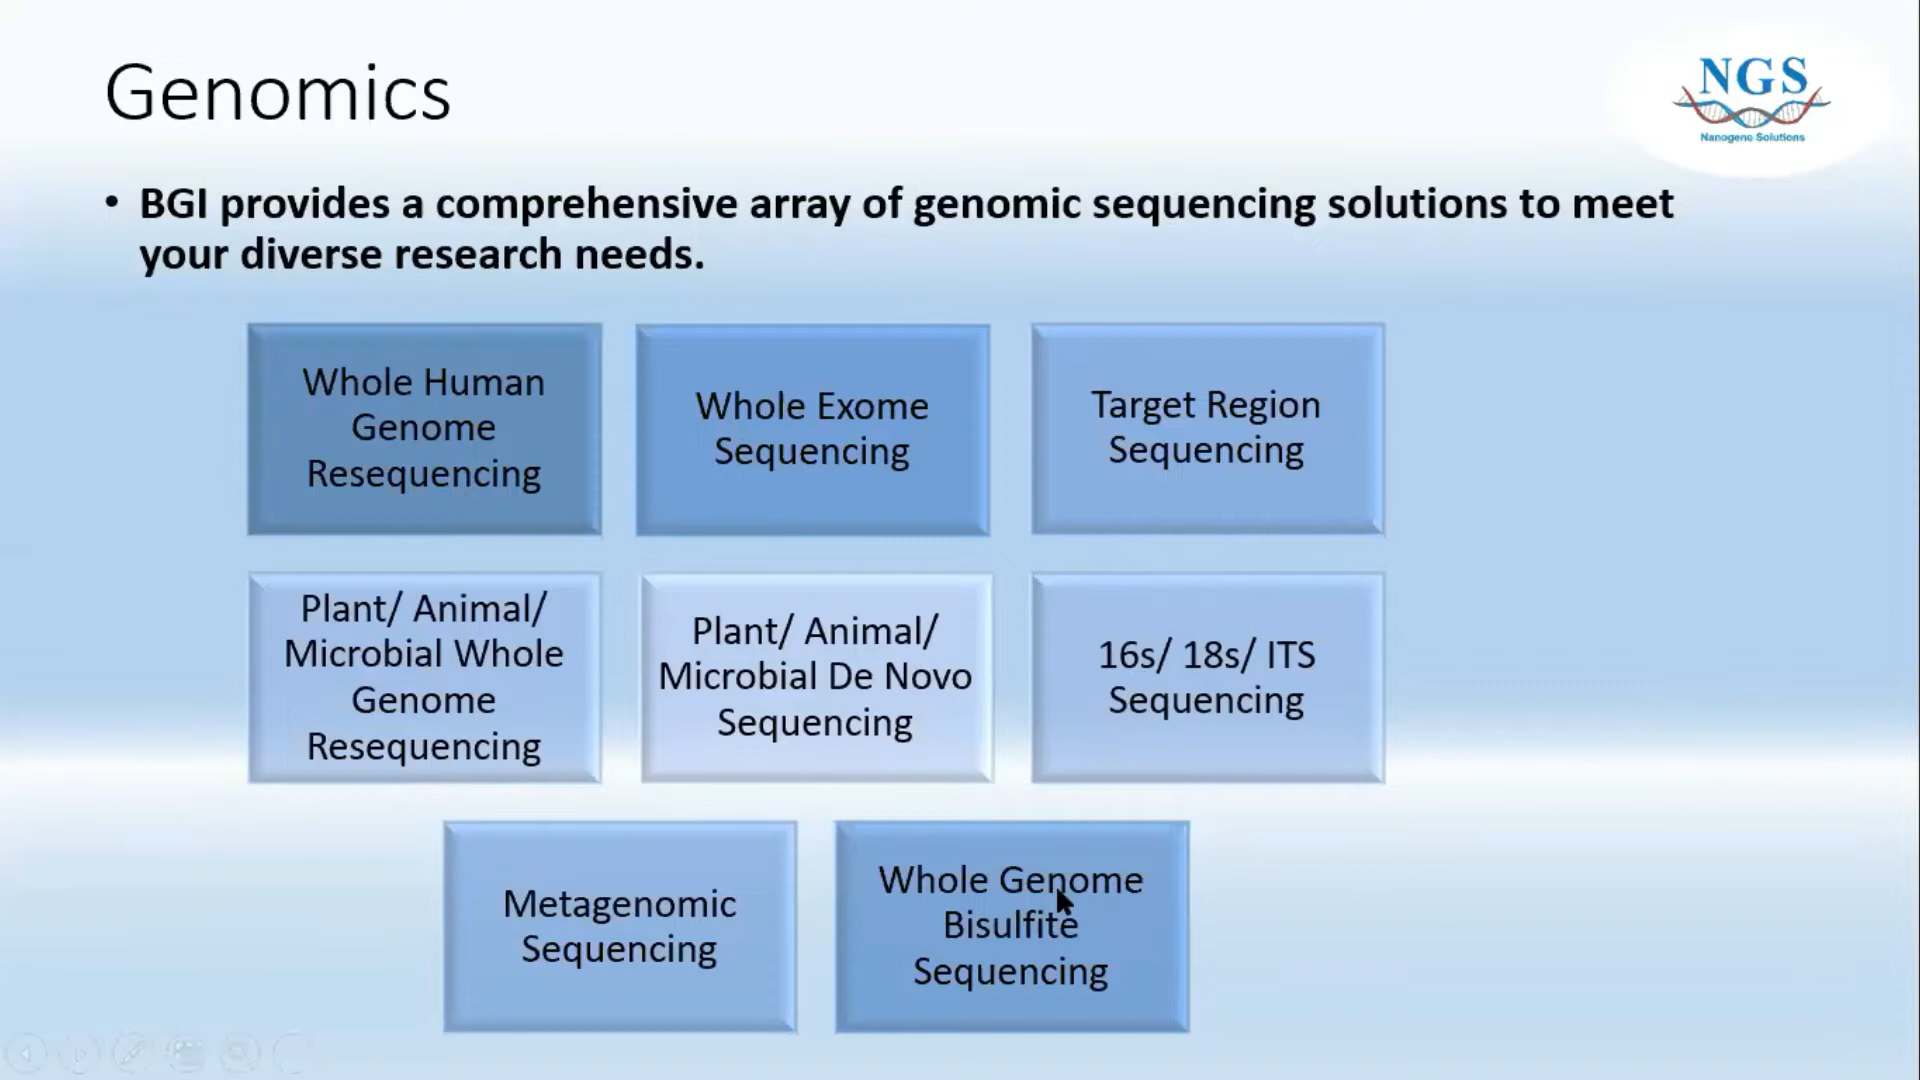 Genomics
NGS
Nanogene Solutions
• BGI provides a comprehensive array of genomic sequencing solutions to meet
your diverse research needs.
Whole Human
Genome
Resequencing
Whole Exome
Sequencing
Target Region
Sequencing
Plant/ Animal/
Microbial Whole
Genome
Resequencing
Plant/ Animal/
Microbial De Novo
Sequencing
16s/ 18s/ ITS
Sequencing
Metagenomic
Sequencing
Whole Genome
Bisulfite
Sequencing